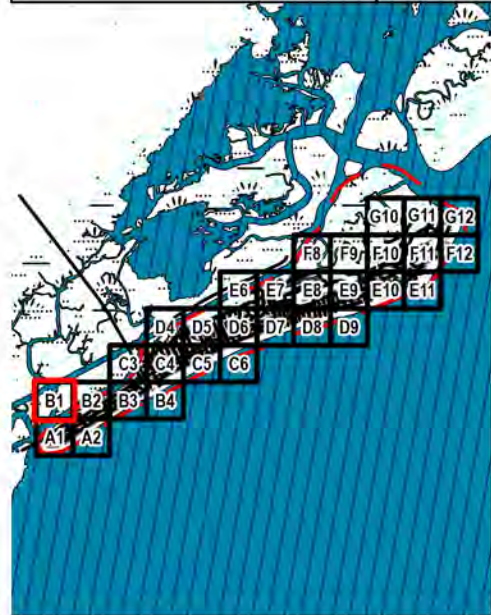 G10 G11 G12
F8 F9 F10 F11 F12
E6 E7 E8 E9 E10 E11
D4 D5 D6 D7 D8 D9
C3 C4 C5 C6
B1 B2 B3 B4
A1 A2